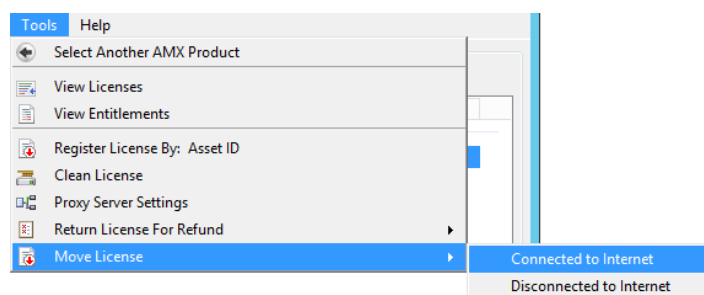 Tools Help
Select Another AMX Product
View Licenses
View Entitlements
Register License By: Asset ID
Clean License
Proxy Server Settings
Return License For Refund
Move License
Connected to Internet
Disconnected to Internet